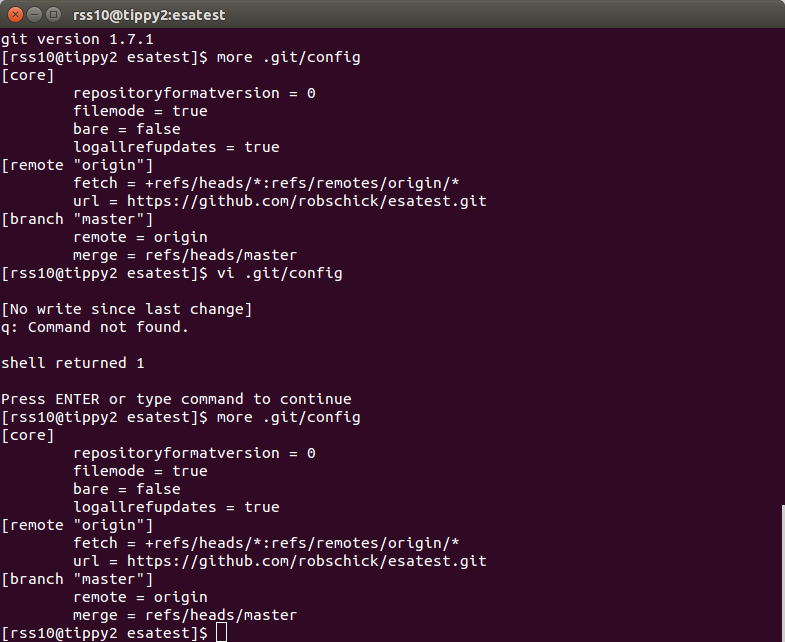 rss10@tippy2:esatest
git version 1.7.1
[rss10@tippy2 esatest]$ more .git/config
[core]
        repositoryformatversion = 0
        filemode = true
        bare = false
        logallrefupdates = true
[remote "origin"]
        fetch = +refs/heads/*:refs/remotes/origin/*
        url = https://github.com/robschick/esatest.git
[branch "master"]
        remote = origin
        merge = refs/heads/master
[rss10@tippy2 esatest]$ vi .git/config
[No write since last change]
q: Command not found.
shell returned 1
Press ENTER or type command to continue
[rss10@tippy2 esatest]$ more .git/config
[core]
        repositoryformatversion = 0
        filemode = true
        bare = false
        logallrefupdates = true
[remote "origin"]
        fetch = +refs/heads/*:refs/remotes/origin/*
        url = https://github.com/robschick/esatest.git
[branch "master"]
        remote = origin
        merge = refs/heads/master
[rss10@tippy2 esatest]$